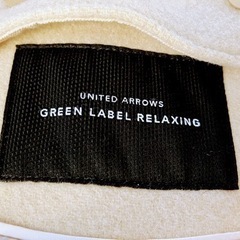 UNITED ARROWS
GREEN LABEL RELAXING